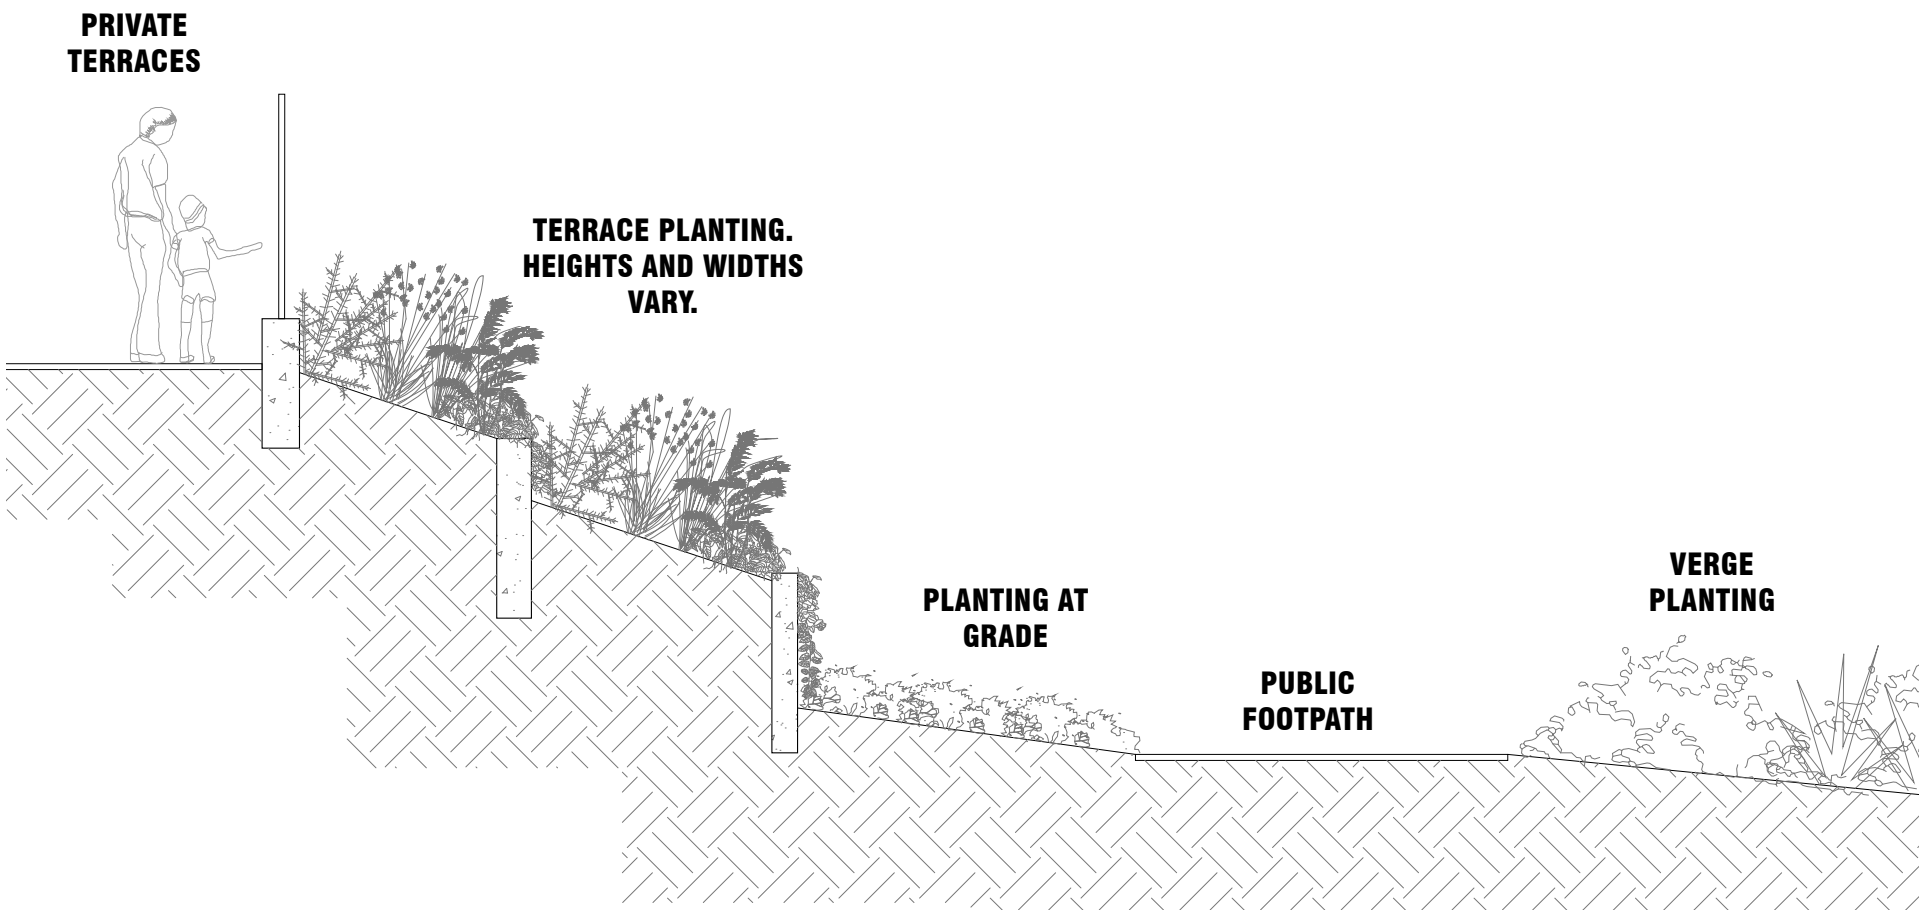 PRIVATE
TERRACES
TERRACE PLANTING.
HEIGHTS AND WIDTHS
VARY.
PLANTING AT
GRADE
PUBLIC
FOOTPATH
VERGE
PLANTING